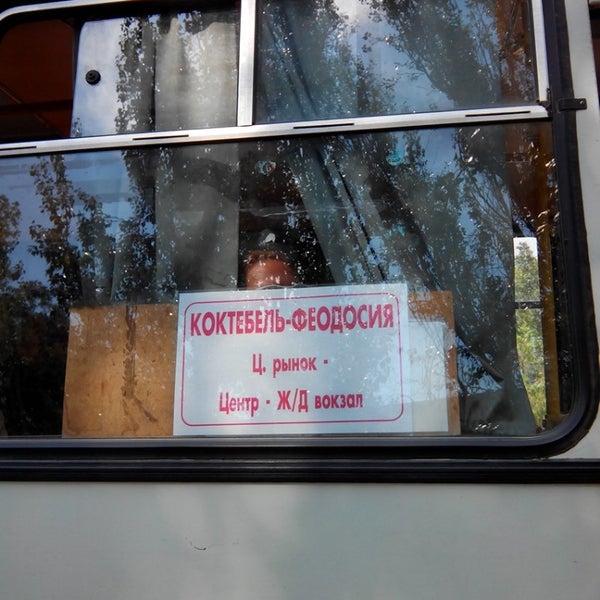 КОКТЕБЕЛЬ-ФЕОДОСИЯ
Ц. рынок -
Центр - Ж/Д вокзал